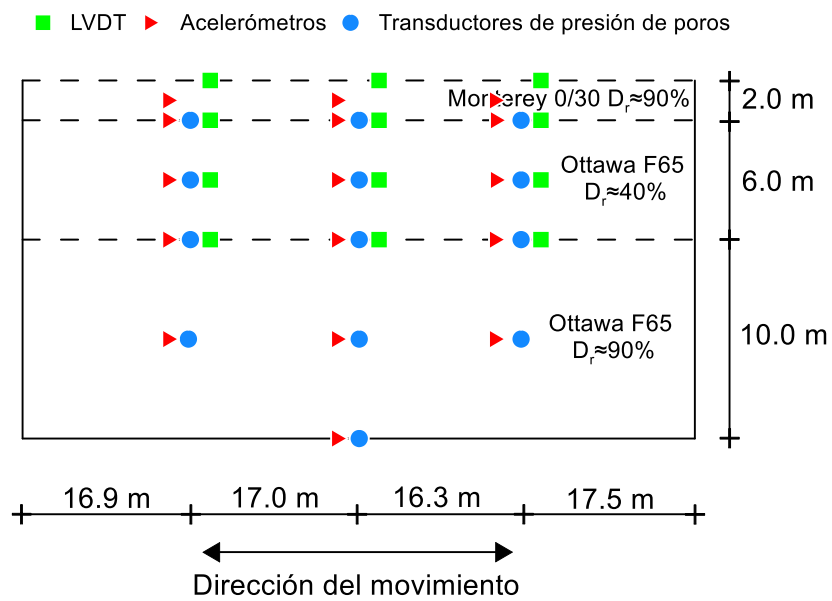 LVDT Acelerómetros Transductores de presión de poros
Monterey 0/30 Dr≈90%
2.0 m
Ottawa F65
Dr≈40%
6.0 m
Ottawa F65
Dr≈90%
10.0 m
16.9 m 17.0 m 16.3 m 17.5 m
Dirección del movimiento